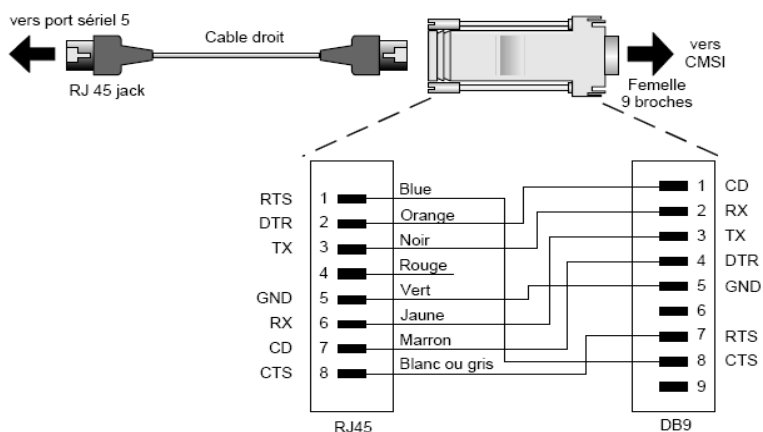 vers port sériel 5
Cable droit
RJ 45 jack
vers
CMSI
Femelle
9 broches
RTS 1 Blue
DTR 2 Orange
TX 3 Noir
4 Rouge
GND 5 Vert
RX 6 Jaune
CD 7 Marron
CTS 8 Blanc ou gris
RJ45
1 CD
2 RX
3 TX
4 DTR
5 GND
6
7 RTS
8 CTS
9
DB9